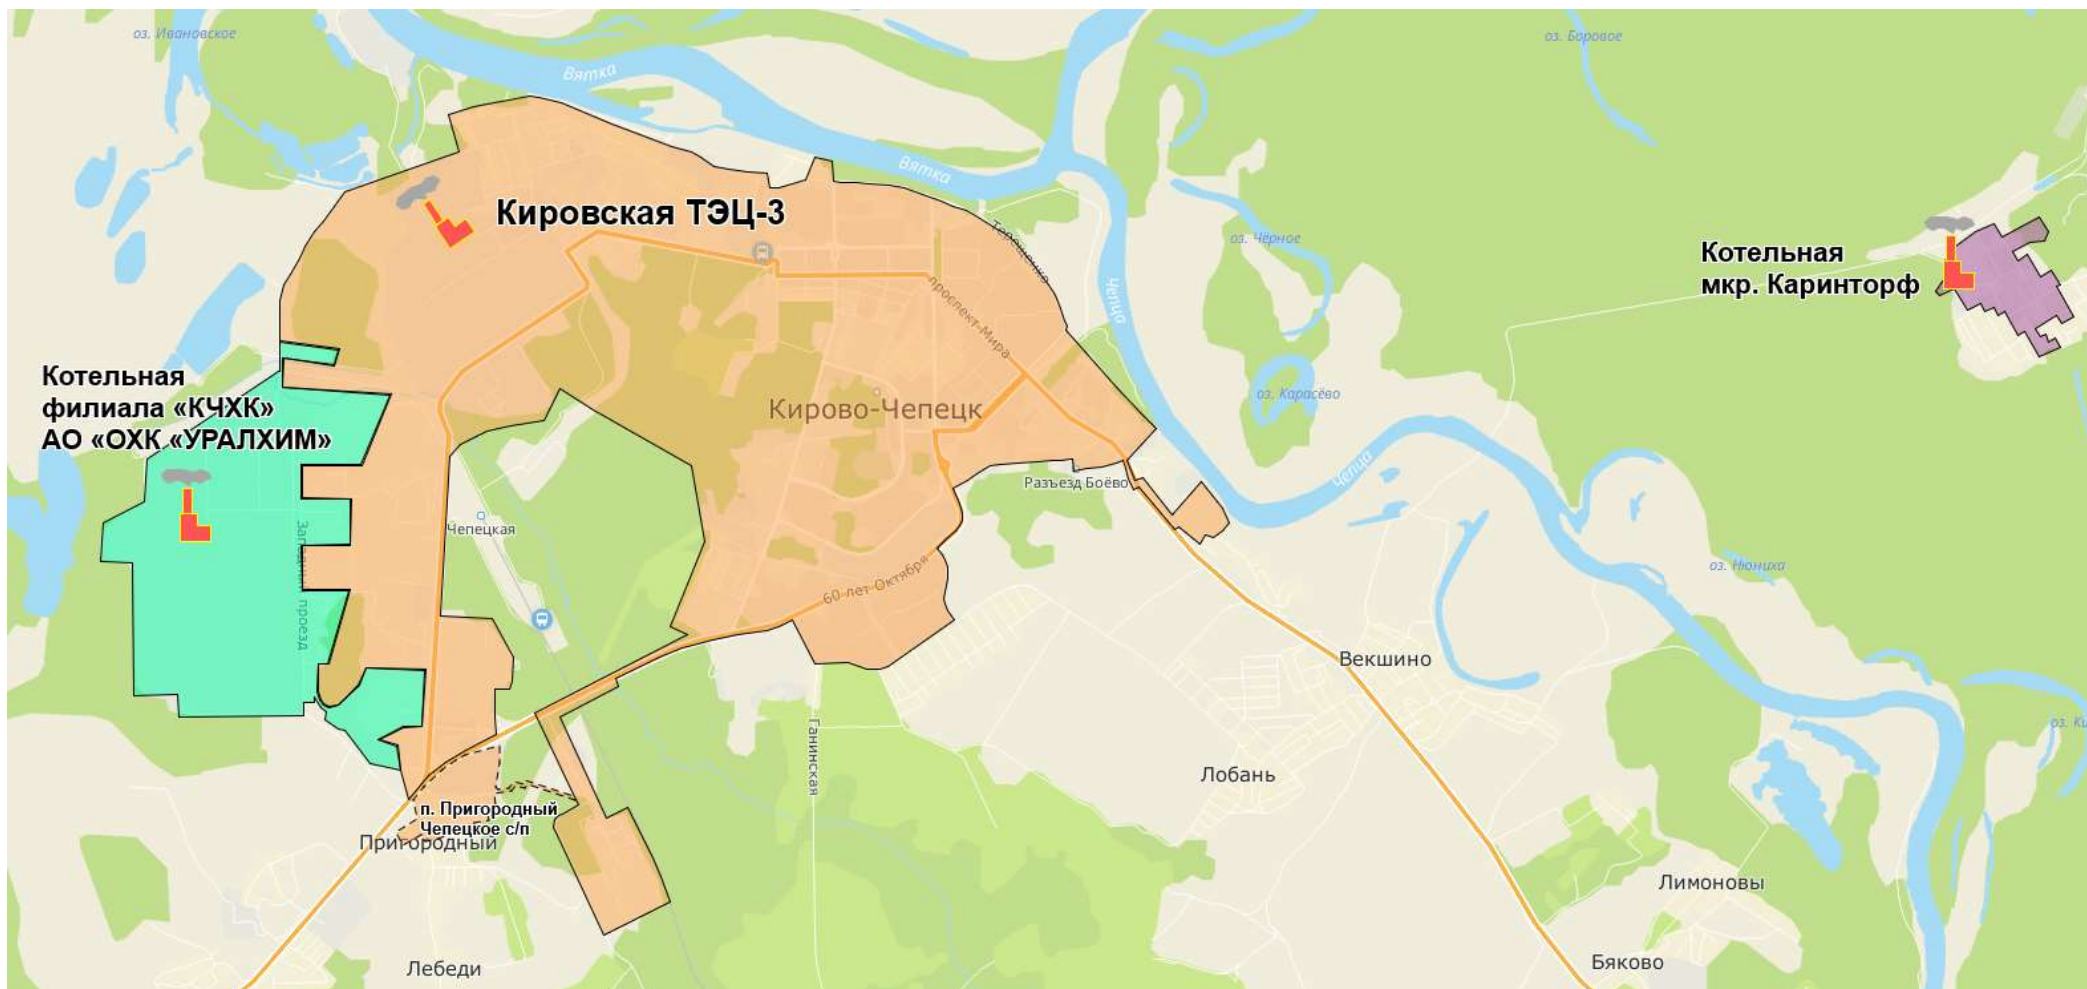 оз. Ивановское
Вятка
оз. Боровое
Вятка
Кировская ТЭЦ-3
Терещенко
оз. Чёрное
Котельная
мкр. Каринторф
Чепца
проспект Мира
Котельная
филиала «КЧХК»
АО «ОХК «УРАЛХИМ»
Кирово-Чепецк
оз. Карасёво
Чепца
Разъезд Боёво
Чепецкая
Западный проезд
60 лет Октября
оз. Нюниха
Векшино
Ганинская
Лобань
п. Пригородный
Чепецкое с/п
Пригородный
Лимоновы
Бяково
Лебеди